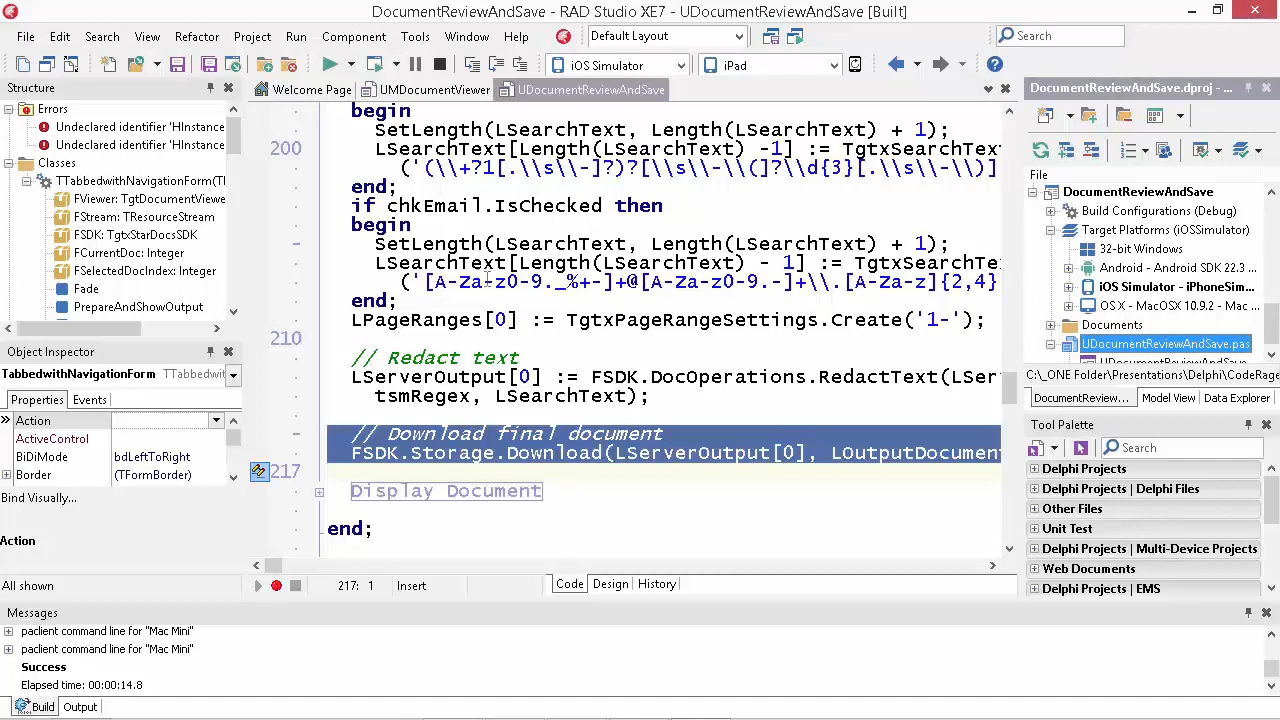 DocumentReviewAndSave - RAD Studio XE7 - UDocumentReviewAndSave [Built]
File Edit Search View Refactor Project Run Component Tools Window Help Default Layout Search
iOS Simulator iPad
Structure
Welcome Page UMDocumentViewer UDocumentReviewAndSave
DocumentReviewAndSave.dproj - ...
Errors
Undeclared identifier 'HInstance
Undeclared identifier 'HInstance
Classes
TTabbedwithNavigationForm(T
FViewer: TgtDocumentViewe
FStream: TResourceStream
FSDK: TgtxStarDocsSDK
FCurrentDoc: Integer
FSelectedDocIndex: Integer
Fade
PrepareAndShowOutput
Object Inspector
TabbedwithNavigationForm TTabbedwit
Properties Events
Action
ActiveControl
BiDiMode bdLeftToRight
Border (TFormBorder)
Bind Visually...
Action
All shown
begin
SetLength(LSearchText, Length(LSearchText) + 1);
200 LSearchText[Length(LSearchText) -1] := TgtxSearchText
('(\\+?1[.\\s\\-]?)?[\\s\\-\\(]?\\d{3}[.\\s\\-\\)]
end;
if chkEmail.IsChecked then
begin
SetLength(LSearchText, Length(LSearchText) + 1);
LSearchText[Length(LSearchText) - 1] := TgtxSearchTex
('[A-Za-z0-9._%+-]+@[A-Za-z0-9.-]+\\.[A-Za-z]{2,4}
end;
LPageRanges[0] := TgtxPageRangeSettings.Create('1-');
210
// Redact text
LServerOutput[0] := FSDK.DocOperations.RedactText(LSer
tsmRegex, LSearchText);
// Download final document
FSDK.Storage.Download(LServerOutput[0], LOutputDocument
217
Display Document
end;
217: 1 Insert Code Design History
File
DocumentReviewAndSave
Build Configurations (Debug)
Target Platforms (iOSSimulator)
32-bit Windows
Android - Android SDK 22.3 ...
iOS Simulator - iPhoneSim...
OSX - MacOSX 10.9.2 - Mac ...
Documents
UDocumentReviewAndSave.pas
C:\_ONE Folder\Presentations\Delphi\CodeRage
DocumentReview... Model View Data Explorer
Tool Palette
Search
Delphi Projects
Delphi Projects | Delphi Files
Other Files
Unit Test
Delphi Projects | Multi-Device Projects
Web Documents
Delphi Projects | EMS
Messages
paclient command line for "Mac Mini"
paclient command line for "Mac Mini"
Success
Elapsed time: 00:00:14.8
Build Output